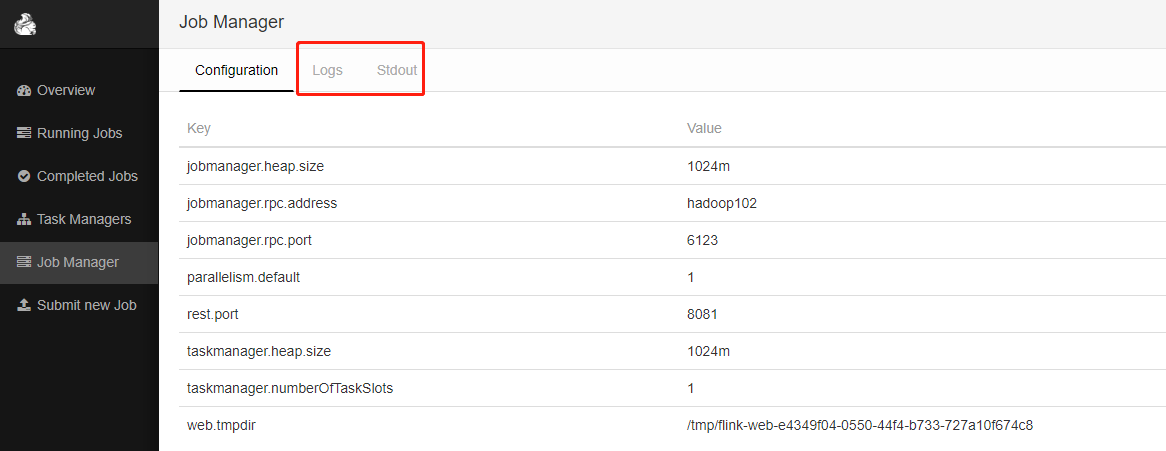 Job Manager
Configuration Logs Stdout
Overview
Running Jobs
Completed Jobs
Task Managers
Job Manager
Submit new Job
Key Value
jobmanager.heap.size 1024m
jobmanager.rpc.address hadoop102
jobmanager.rpc.port 6123
parallelism.default 1
rest.port 8081
taskmanager.heap.size 1024m
taskmanager.numberOfTaskSlots 1
web.tmpdir /tmp/flink-web-e4349f04-0550-44f4-b733-727a10f674c8